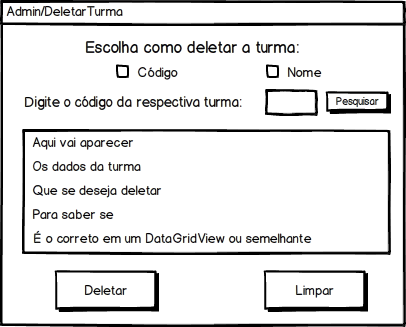 Admin/DeletarTurma
Escolha como deletar a turma:
Código Nome
Digite o código da respectiva turma: Pesquisar
Aqui vai aparecer
Os dados da turma
Que se deseja deletar
Para saber se
É o correto em um DataGridView ou semelhante
Deletar Limpar